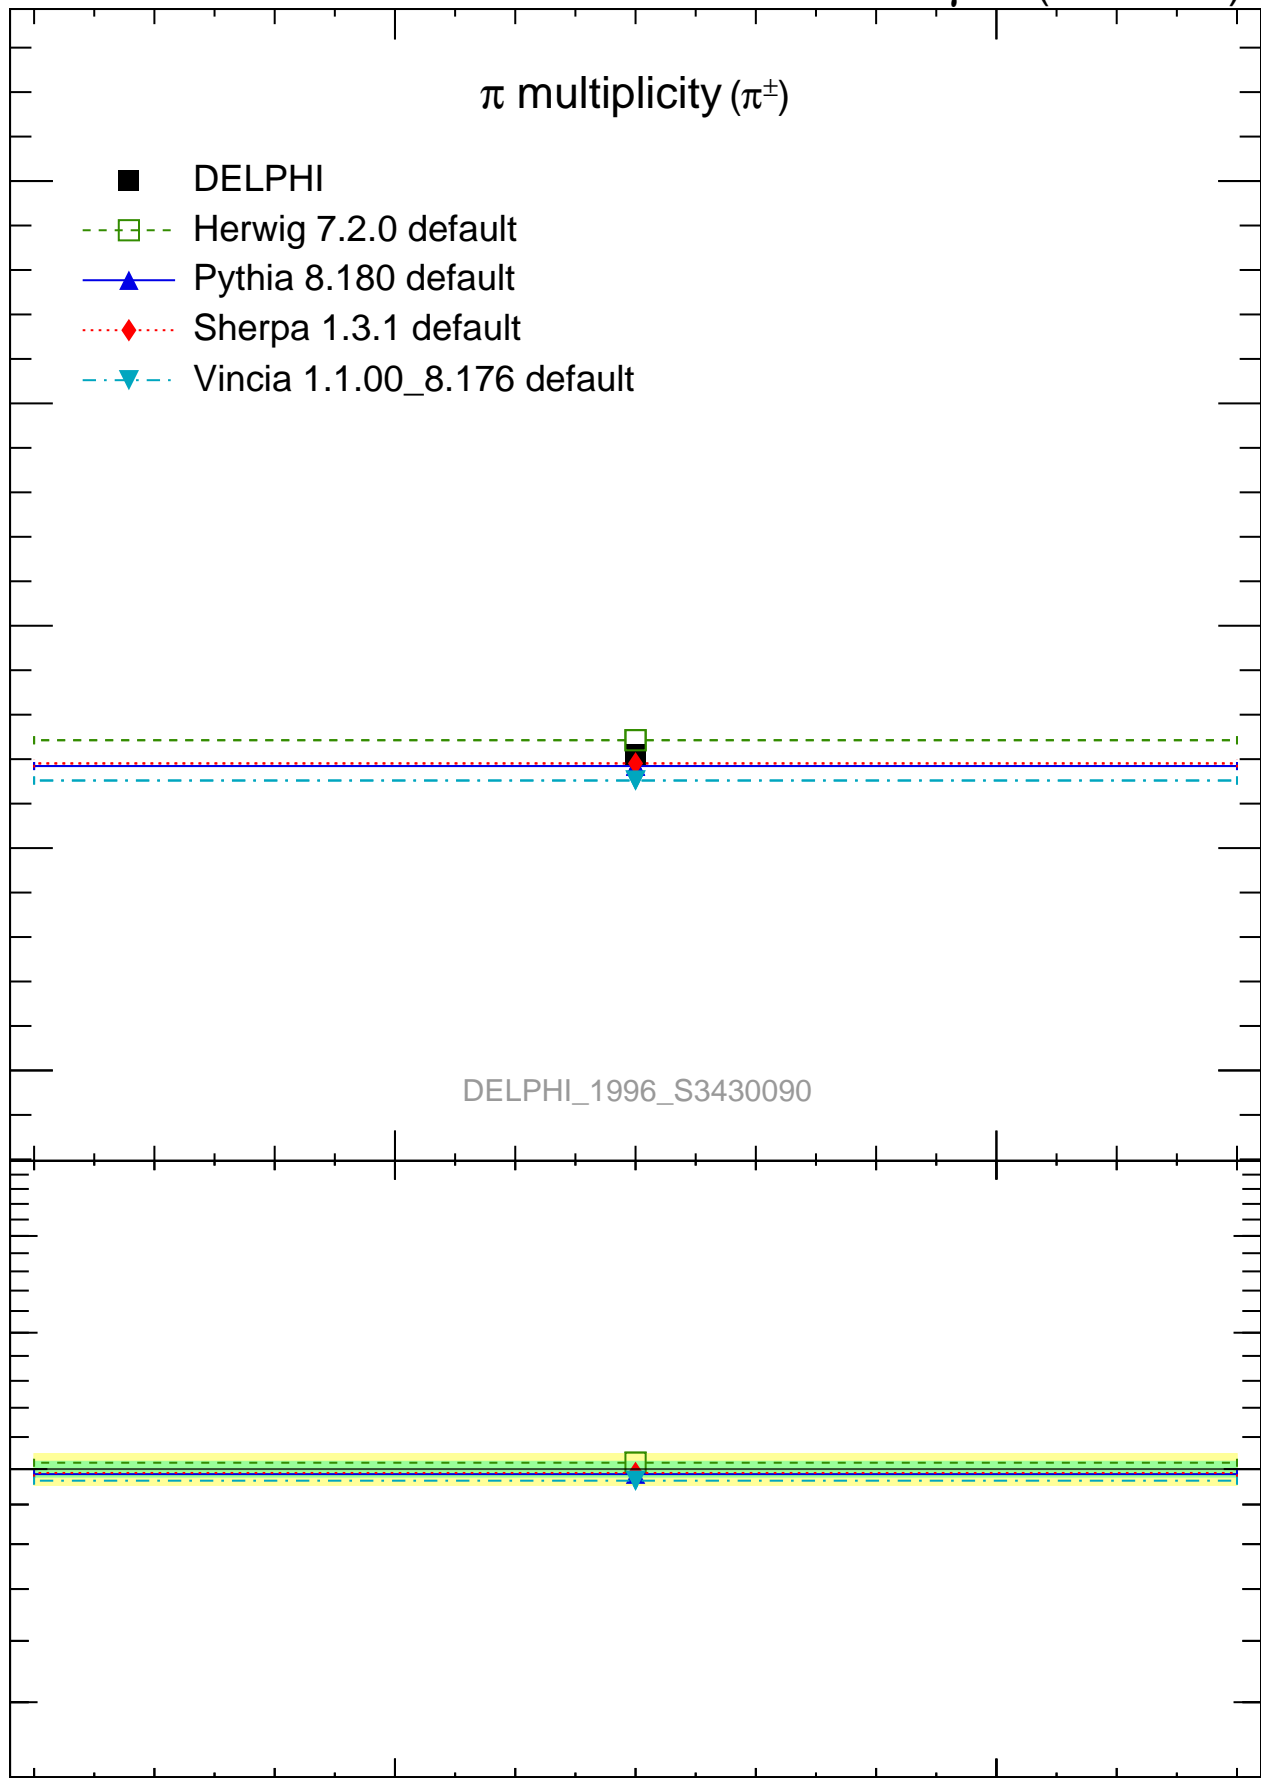 π multiplicity (π±)
DELPHI
Herwig 7.2.0 default
Pythia 8.180 default
Sherpa 1.3.1 default
Vincia 1.1.00_8.176 default
DELPHI_1996_S3430090